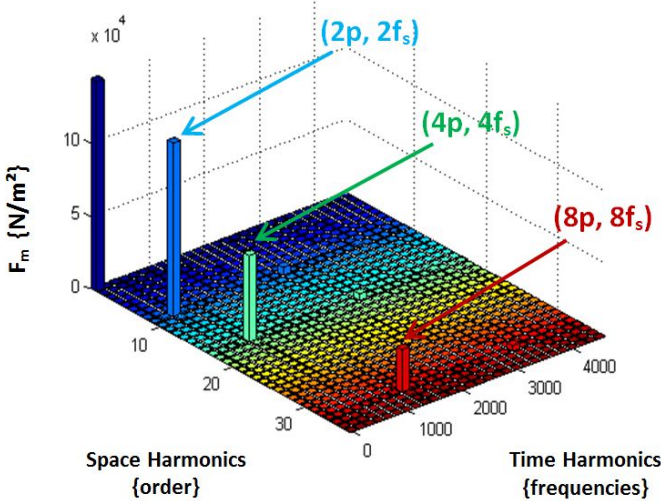 x 10⁴
(2p, 2fₛ)
(4p, 4fₛ)
(8p, 8fₛ)
10
5
0
Fₘ {N/m²}
10
20
30
0
1000
2000
3000
4000
Space Harmonics
{order}
Time Harmonics
{frequencies}